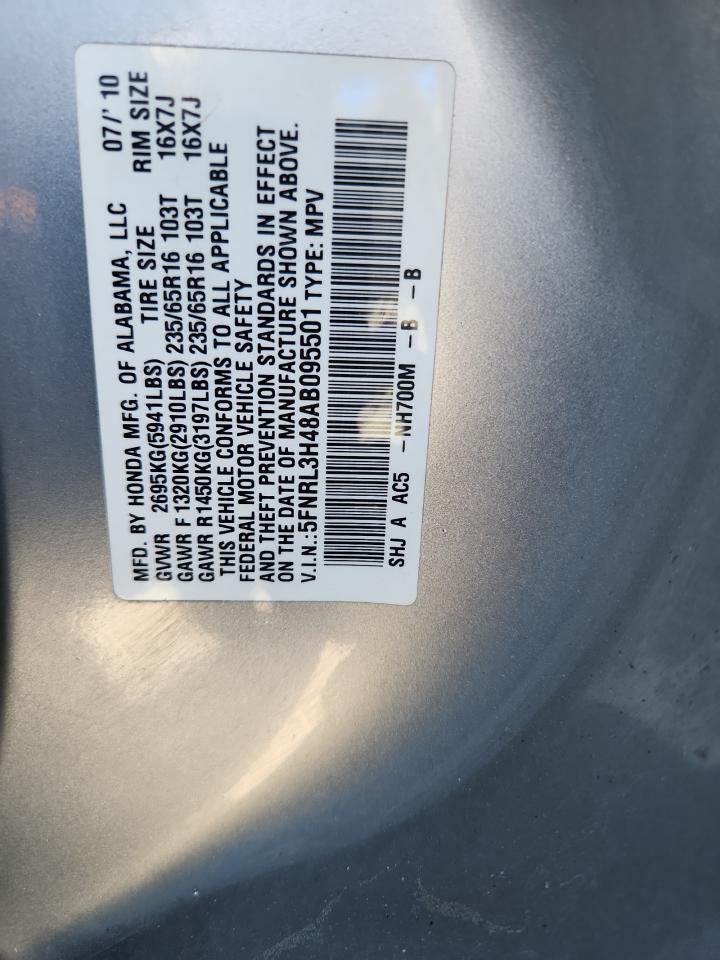 MFD. BY HONDA MFG. OF ALABAMA, LLC 07/'10
GVWR 2695KG(5941LBS) TIRE SIZE RIM SIZE
GAWR F 1320KG(2910LBS) 235/65R16 103T 16X7J
GAWR R1450KG(3197LBS) 235/65R16 103T 16X7J
THIS VEHICLE CONFORMS TO ALL APPLICABLE
FEDERAL MOTOR VEHICLE SAFETY
AND THEFT PREVENTION STANDARDS IN EFFECT
ON THE DATE OF MANUFACTURE SHOWN ABOVE.
V.I.N.:5FNRL3H48AB095501 TYPE: MPV
SHJ A AC5 -NH700M -B -B